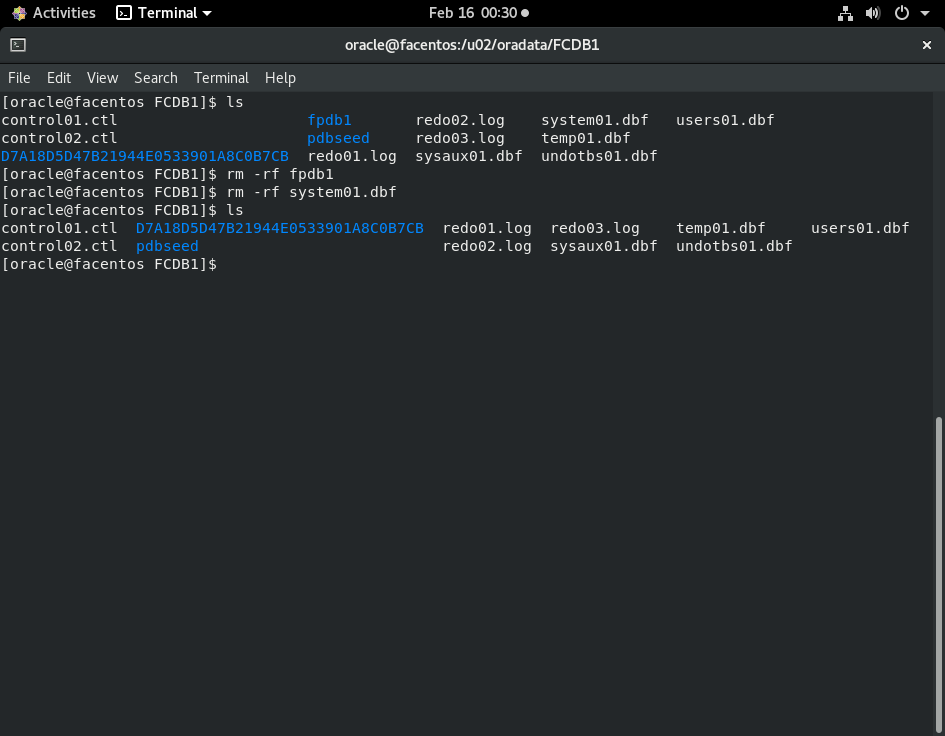 Activities Terminal Feb 16 00:30
oracle@facentos:/u02/oradata/FCDB1
File Edit View Search Terminal Help
[oracle@facentos FCDB1]$ ls
control01.ctl fpdb1 redo02.log system01.dbf users01.dbf
control02.ctl pdbseed redo03.log temp01.dbf
D7A18D5D47B21944E0533901A8C0B7CB redo01.log sysaux01.dbf undotbs01.dbf
[oracle@facentos FCDB1]$ rm -rf fpdb1
[oracle@facentos FCDB1]$ rm -rf system01.dbf
[oracle@facentos FCDB1]$ ls
control01.ctl D7A18D5D47B21944E0533901A8C0B7CB redo01.log redo03.log temp01.dbf users01.dbf
control02.ctl pdbseed redo02.log sysaux01.dbf undotbs01.dbf
[oracle@facentos FCDB1]$